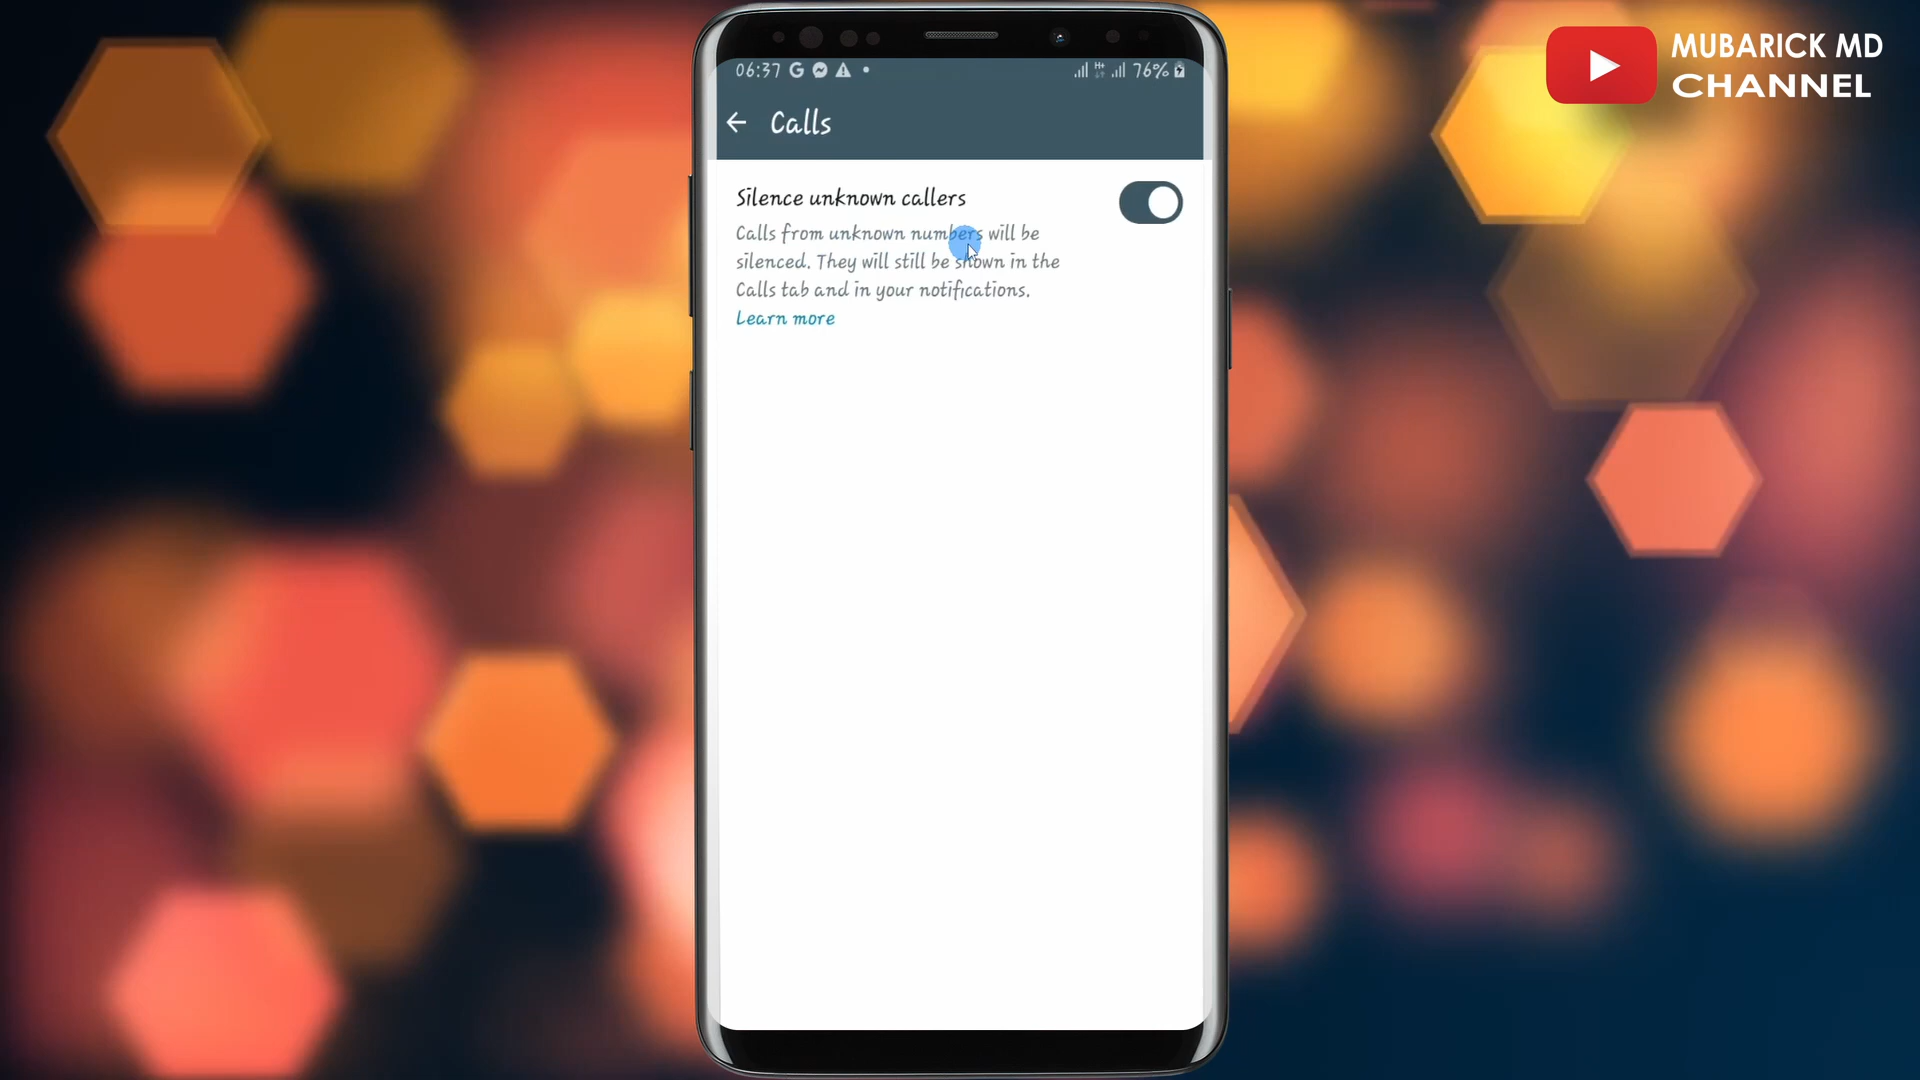 MUBARICK MD
CHANNEL
06:37
76%
Calls
Silence unknown callers
Calls from unknown numbers will be
silenced. They will still be shown in the
Calls tab and in your notifications.
Learn more